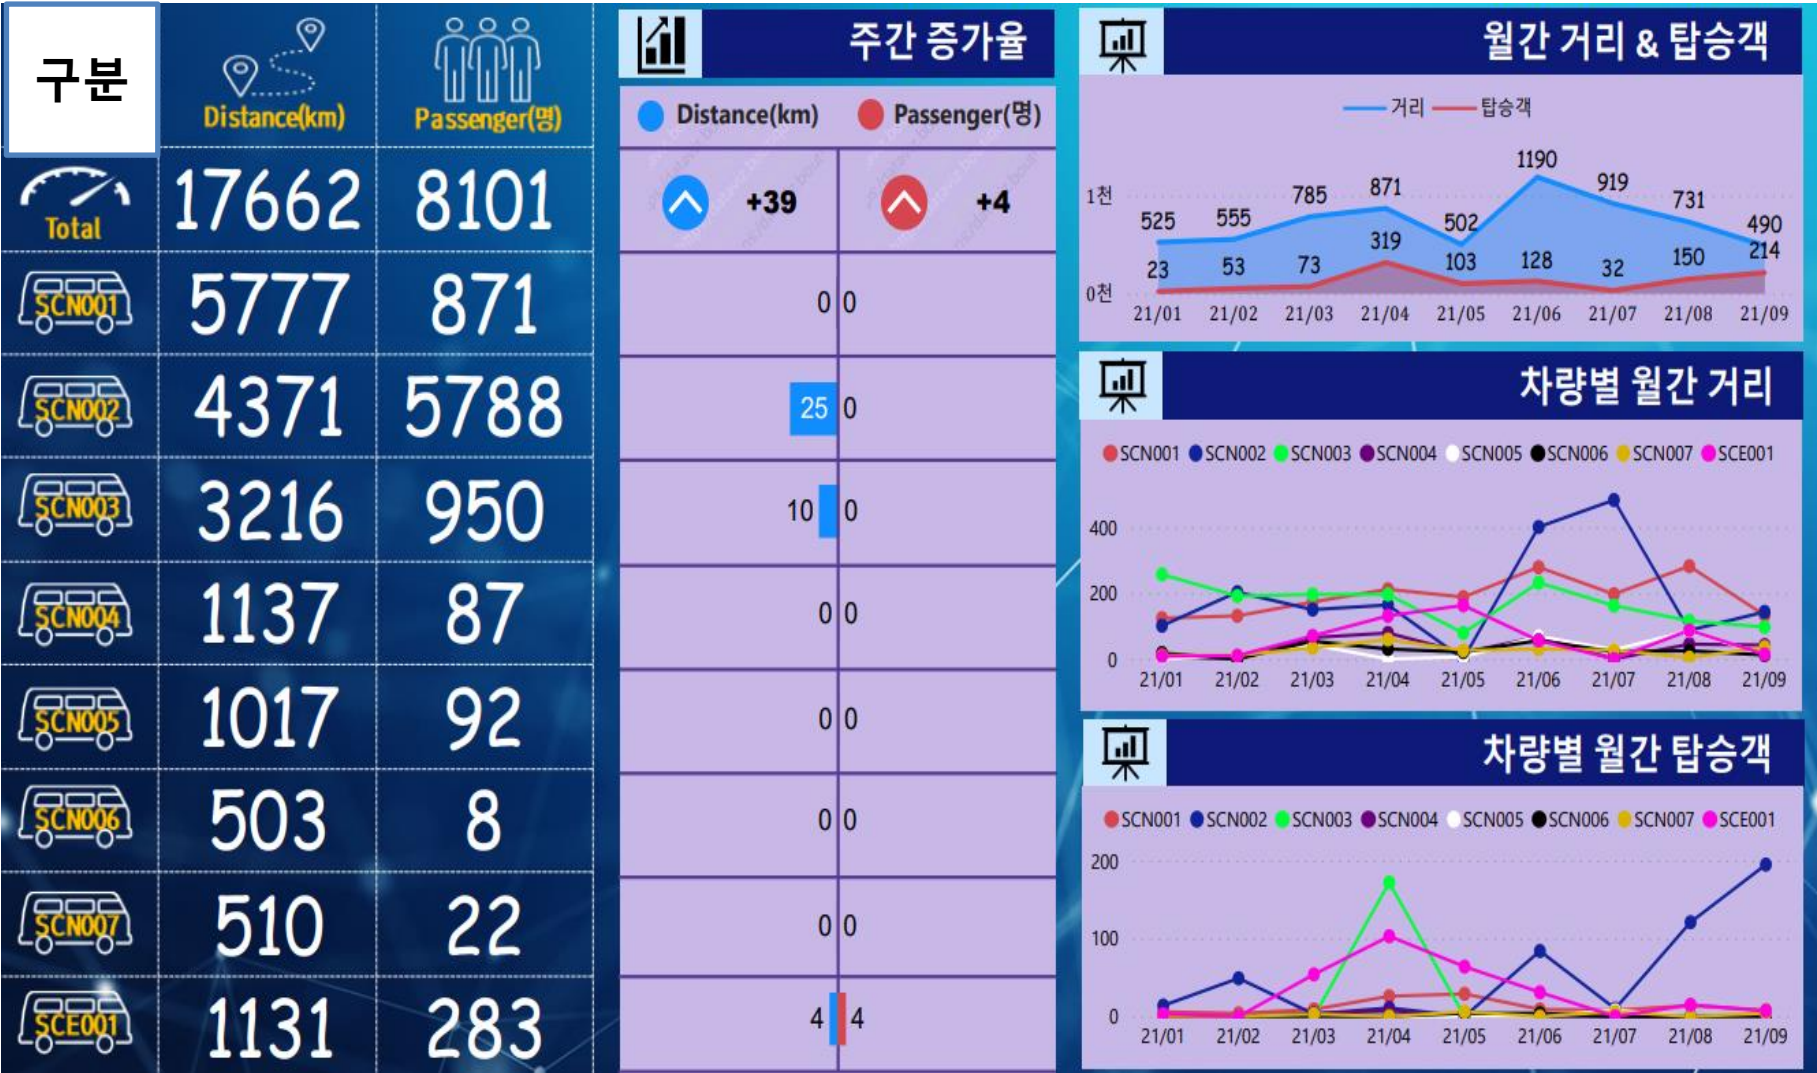 구분
Distance(km)
Passenger(명)
Total
17662
8101
SCN001
5777
871
SCN002
4371
5788
SCN003
3216
950
SCN004
1137
87
SCN005
1017
92
SCN006
503
8
SCN007
510
22
SCE001
1131
283
주간 증가율
Distance(km)
Passenger(명)
+39
+4
0 0
25 0
10 0
0 0
0 0
0 0
0 0
4 4
월간 거리 & 탑승객
거리 탑승객
1천
0천
525 555 785 871 502 1190 919 731 490
23 53 73 319 103 128 32 150 214
21/01 21/02 21/03 21/04 21/05 21/06 21/07 21/08 21/09
차량별 월간 거리
SCN001 SCN002 SCN003 SCN004 SCN005 SCN006 SCN007 SCE001
400
200
0
21/01 21/02 21/03 21/04 21/05 21/06 21/07 21/08 21/09
차량별 월간 탑승객
SCN001 SCN002 SCN003 SCN004 SCN005 SCN006 SCN007 SCE001
200
100
0
21/01 21/02 21/03 21/04 21/05 21/06 21/07 21/08 21/09